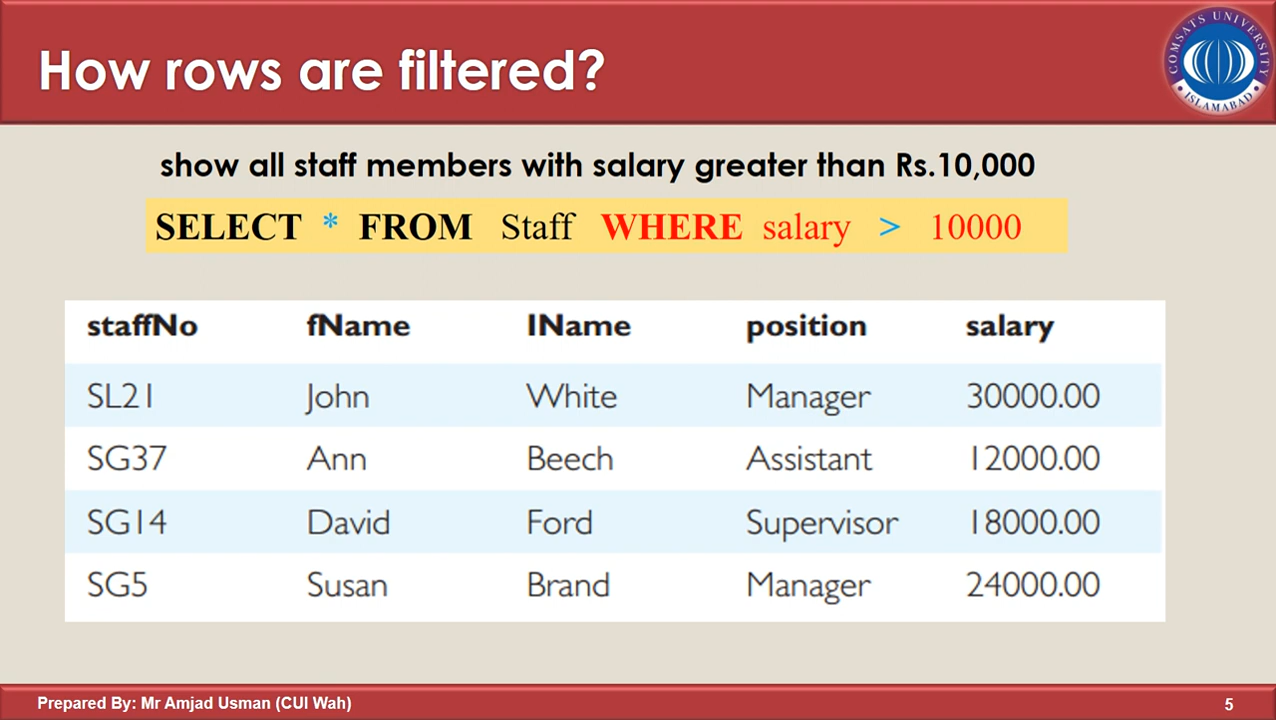 How rows are filtered?
COMSATS UNIVERSITY
ISLAMABAD
show all staff members with salary greater than Rs.10,000
SELECT * FROM Staff WHERE salary > 10000
staffNo fName lName position salary
SL21 John White Manager 30000.00
SG37 Ann Beech Assistant 12000.00
SG14 David Ford Supervisor 18000.00
SG5 Susan Brand Manager 24000.00
Prepared By: Mr Amjad Usman (CUI Wah)
5